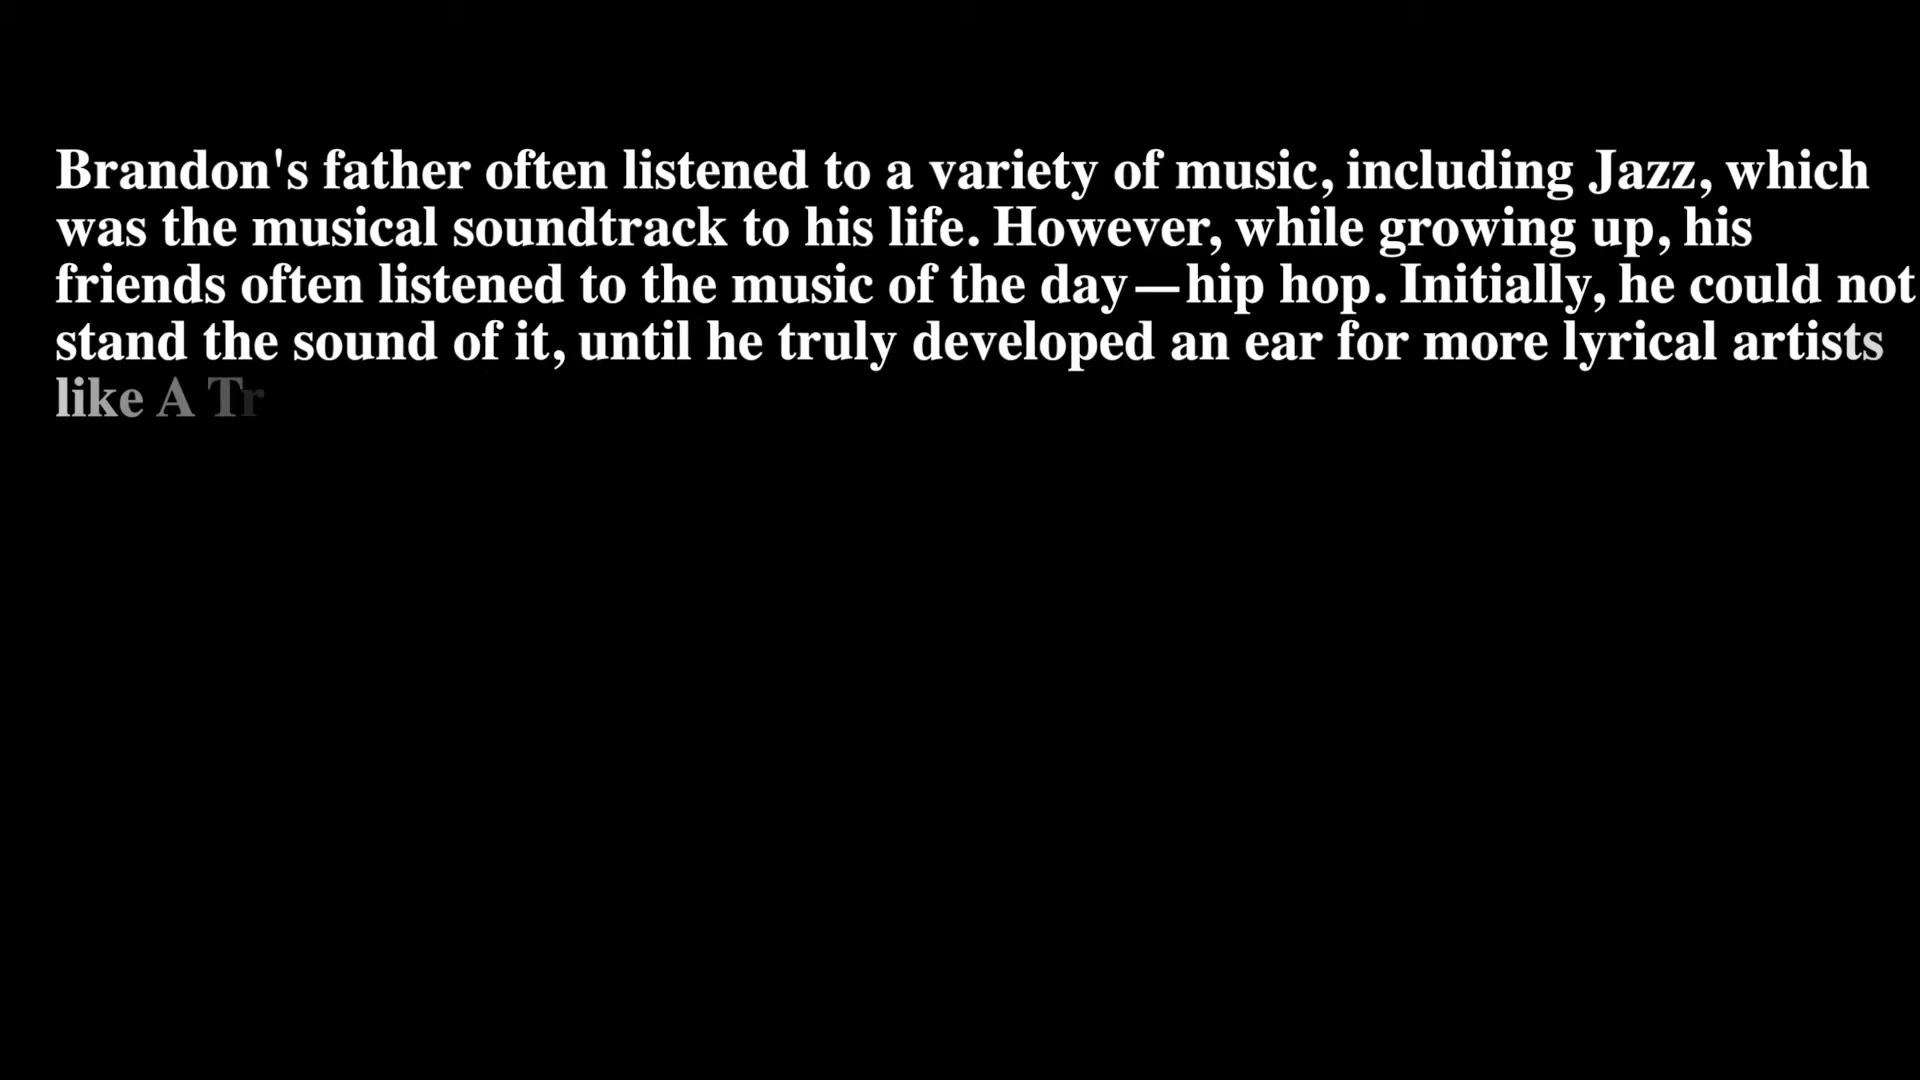 Brandon's father often listened to a variety of music, including Jazz, which
was the musical soundtrack to his life. However, while growing up, his
friends often listened to the music of the day—hip hop. Initially, he could not
stand the sound of it, until he truly developed an ear for more lyrical artists
like A Tr